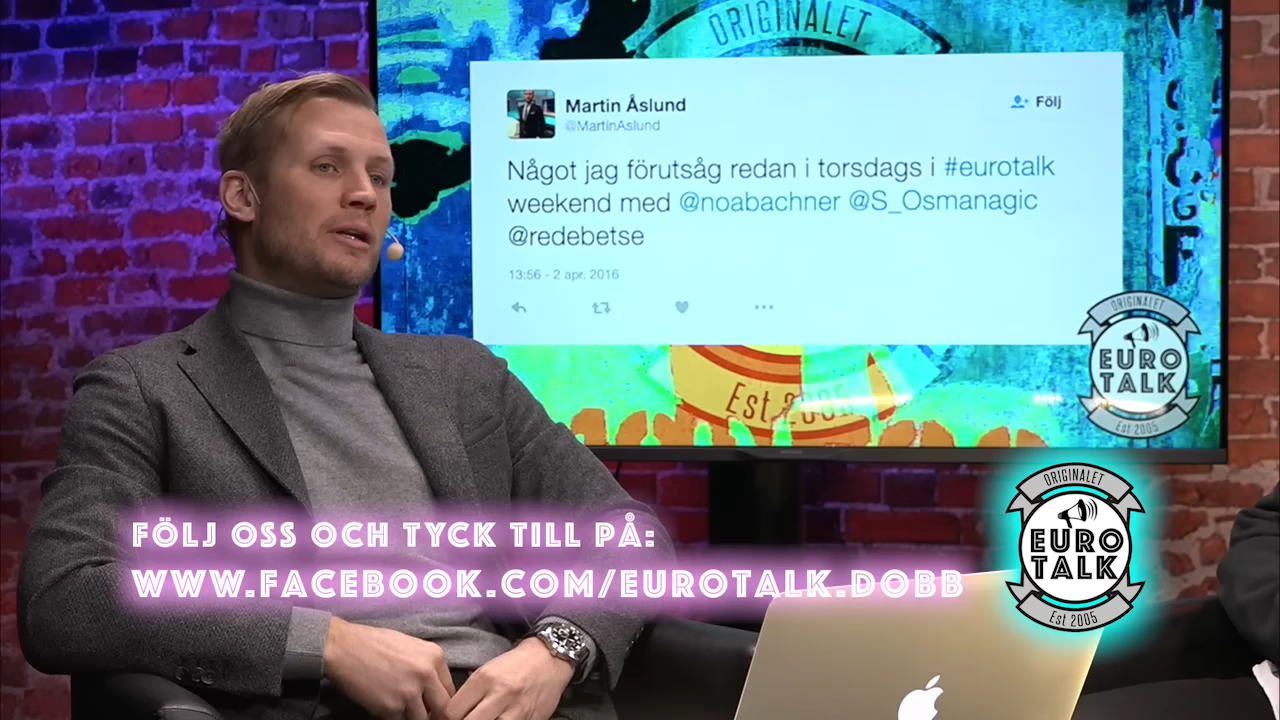 ORIGINALET
Martin Åslund
@MartinAslund
Följ
Något jag förutsåg redan i torsdags i #eurotalk
weekend med @noabachner @S_Osmanagic
@redebetse
13:56 - 2 apr. 2016
Est 2005
ORIGINALET
EURO
TALK
Est 2005
FÖLJ OSS OCH TYCK TILL PÅ:
WWW.FACEBOOK.COM/EUROTALK.DOBB
ORIGINALET
EURO
TALK
Est 2005